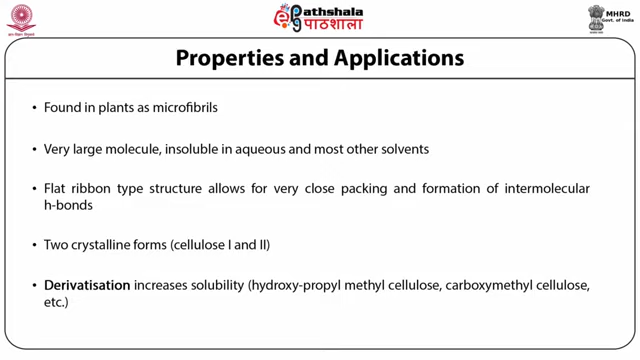 ePathshala
पाठशाला
MHRD
Govt. of India
Properties and Applications
• Found in plants as microfibrils
• Very large molecule, insoluble in aqueous and most other solvents
• Flat ribbon type structure allows for very close packing and formation of intermolecular
h-bonds
• Two crystalline forms (cellulose I and II)
• Derivatisation increases solubility (hydroxy-propyl methyl cellulose, carboxymethyl cellulose,
etc.)